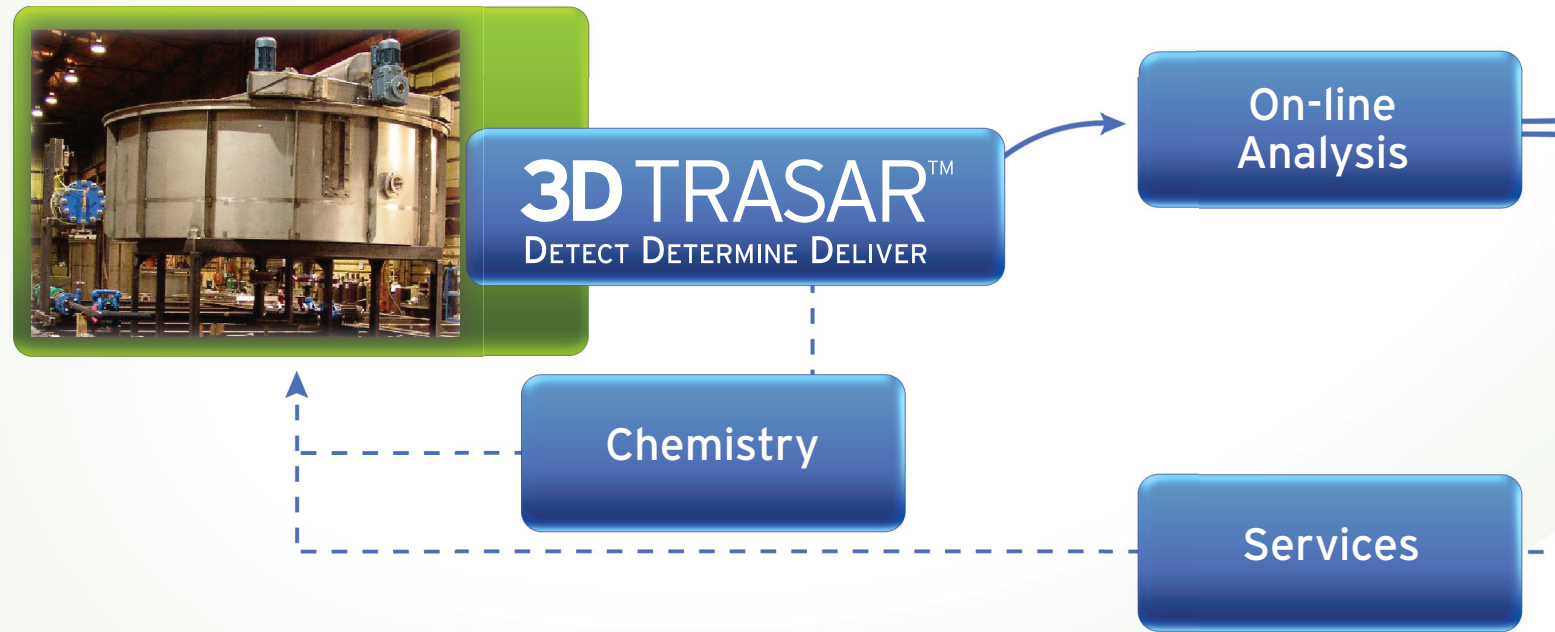 3D TRASAR™
DETECT DETERMINE DELIVER
On-line
Analysis
Chemistry
Services